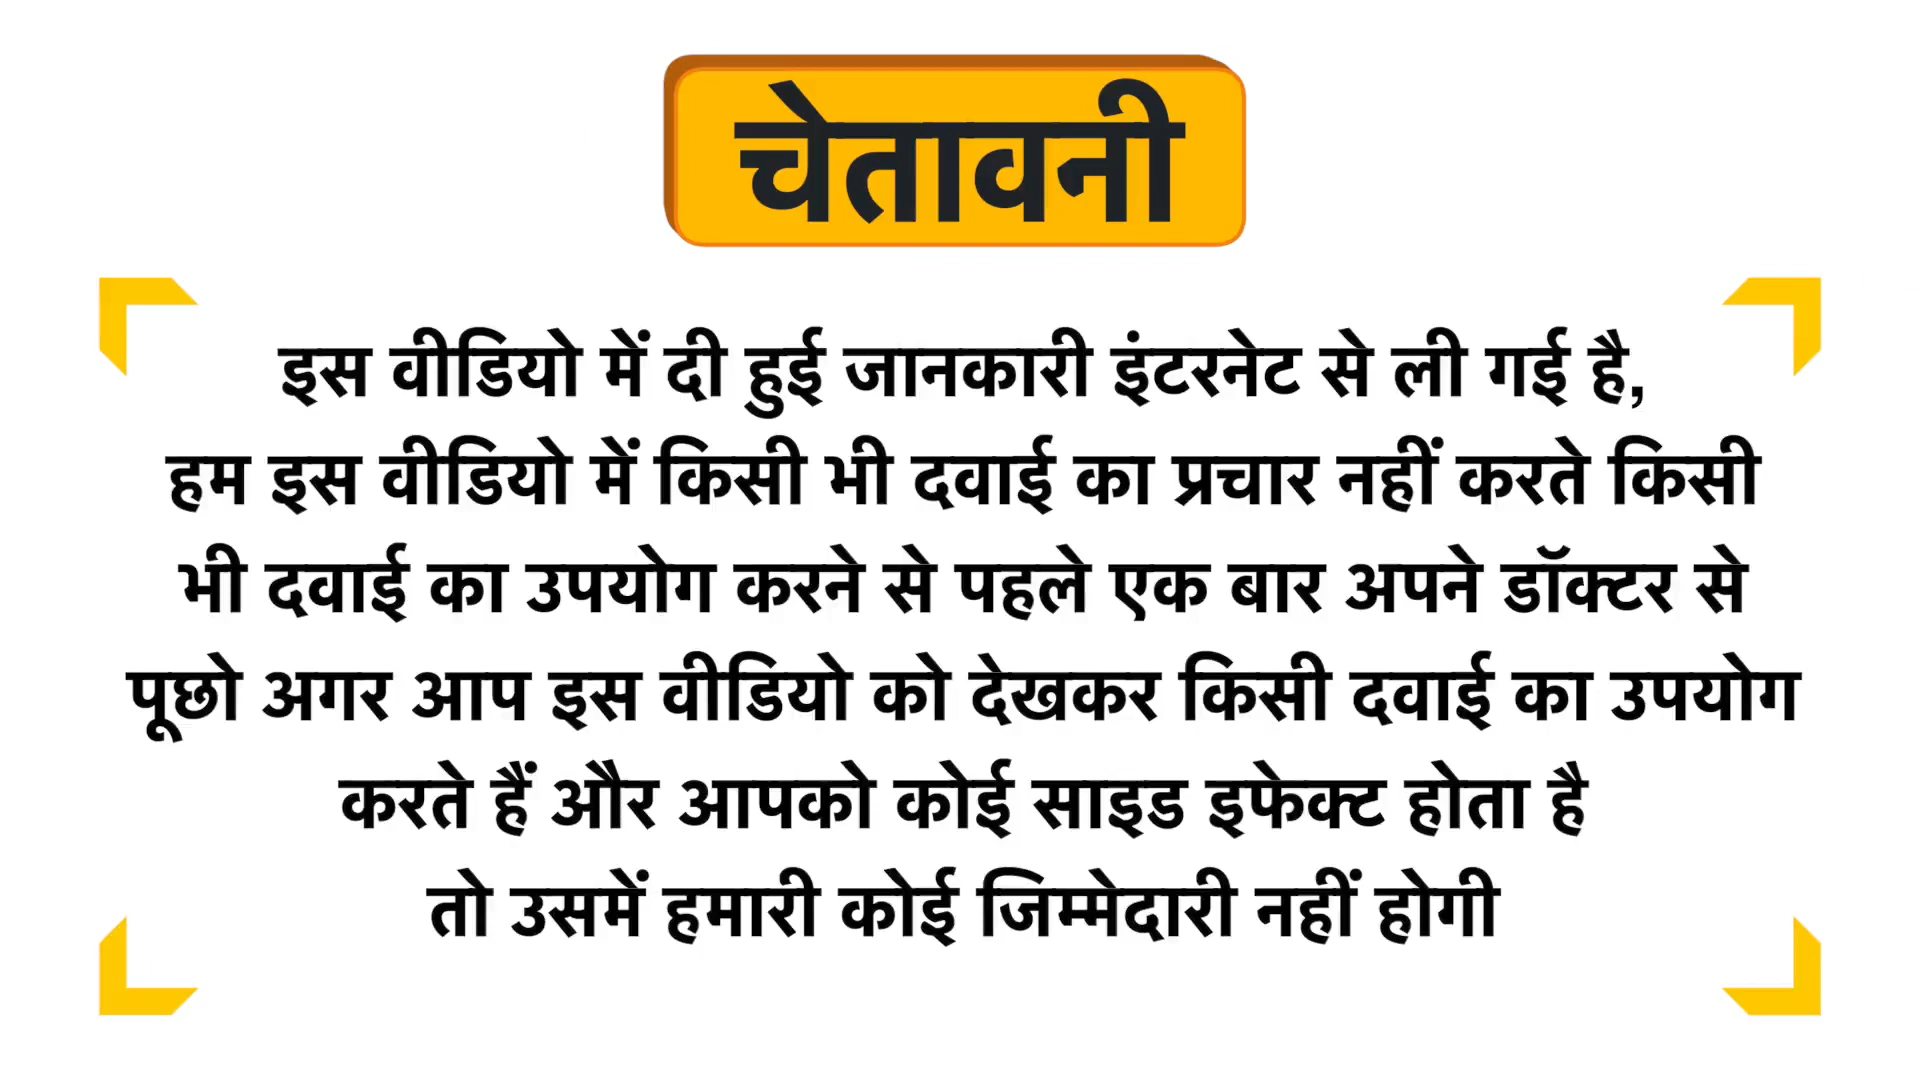 चेतावनी
इस वीडियो में दी हुई जानकारी इंटरनेट से ली गई है,
हम इस वीडियो में किसी भी दवाई का प्रचार नहीं करते किसी
भी दवाई का उपयोग करने से पहले एक बार अपने डॉक्टर से
पूछो अगर आप इस वीडियो को देखकर किसी दवाई का उपयोग
करते हैं और आपको कोई साइड इफेक्ट होता है
तो उसमें हमारी कोई जिम्मेदारी नहीं होगी